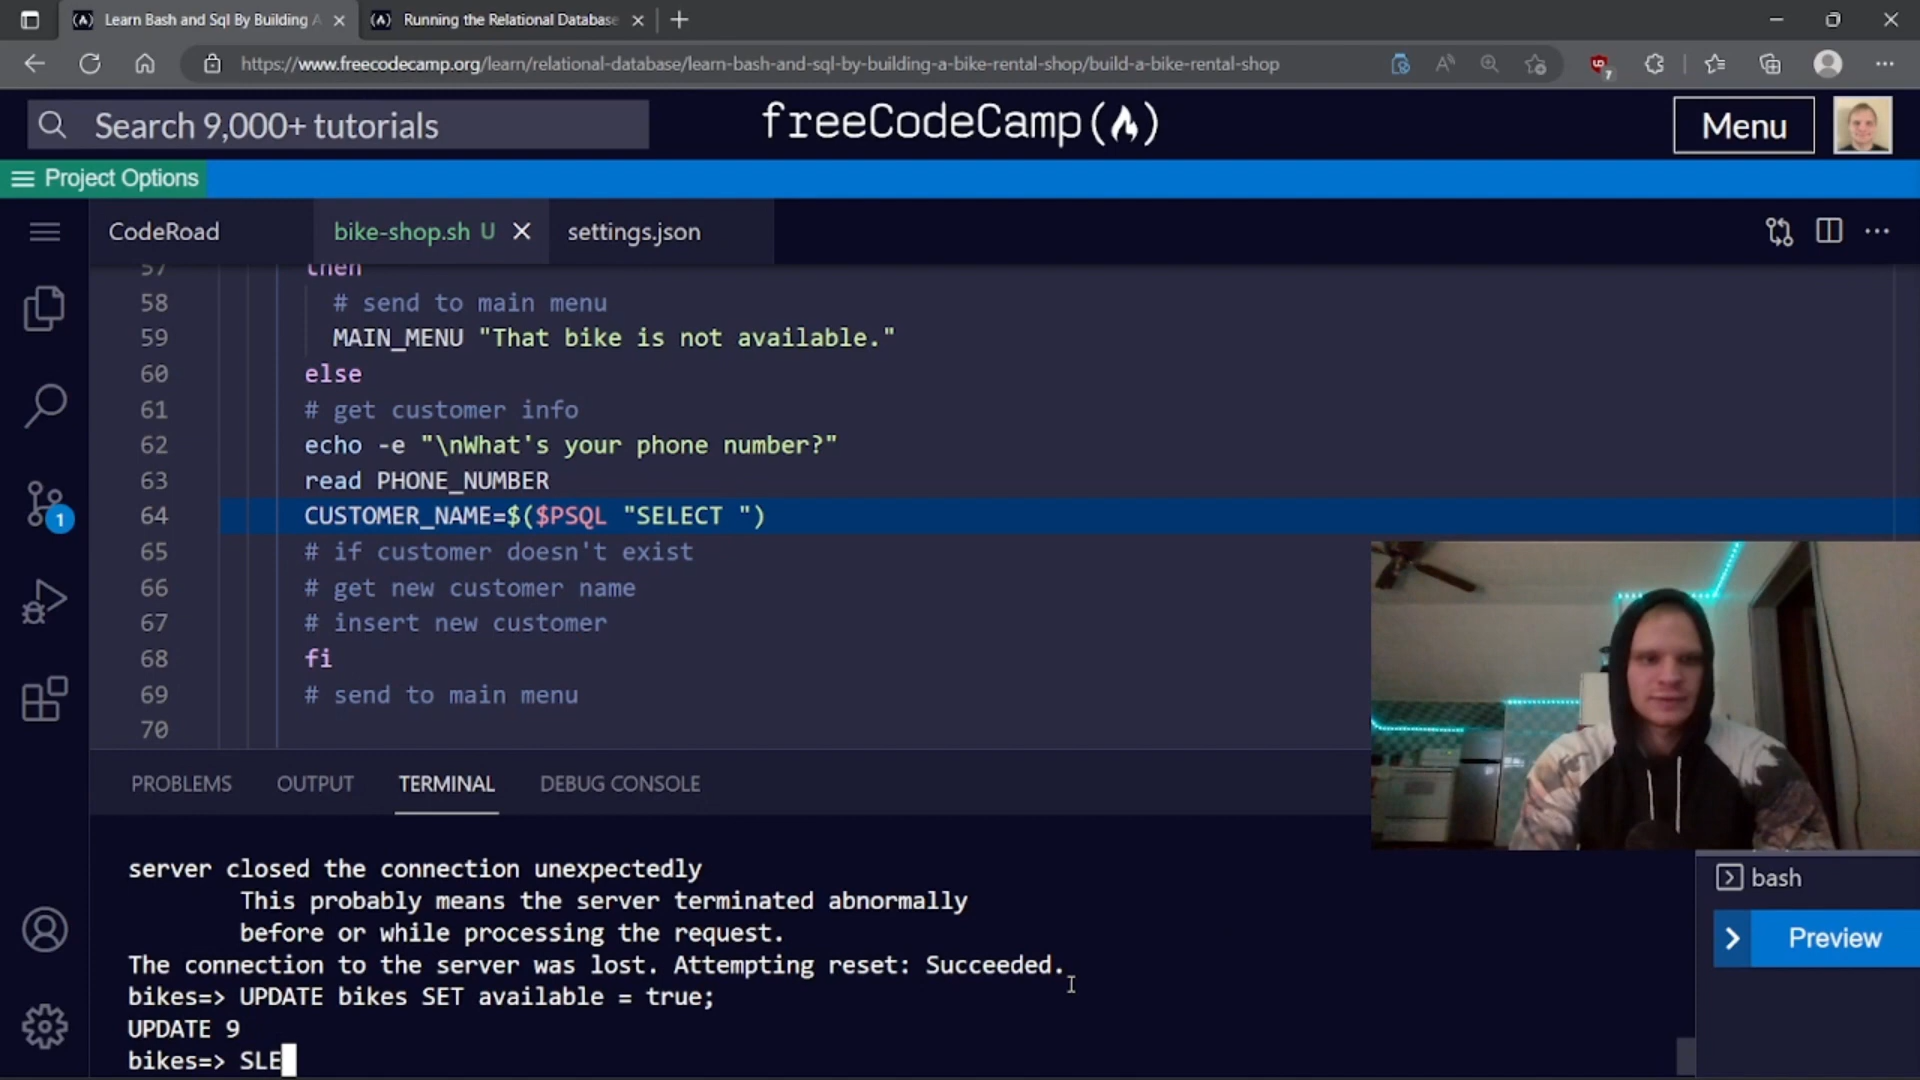 Learn Bash and Sql By Building A
Running the Relational Database
https://www.freecodecamp.org/learn/relational-database/learn-bash-and-sql-by-building-a-bike-rental-shop/build-a-bike-rental-shop
7
Search 9,000+ tutorials
freeCodeCamp
Menu
Project Options
CodeRoad
bike-shop.sh U
settings.json
57 then
58 # send to main menu
59 MAIN_MENU "That bike is not available."
60 else
61 # get customer info
62 echo -e "\nWhat's your phone number?"
63 read PHONE_NUMBER
64 CUSTOMER_NAME=$($PSQL "SELECT ")
65 # if customer doesn't exist
66 # get new customer name
67 # insert new customer
68 fi
69 # send to main menu
70
1
PROBLEMS OUTPUT TERMINAL DEBUG CONSOLE
server closed the connection unexpectedly
This probably means the server terminated abnormally
before or while processing the request.
The connection to the server was lost. Attempting reset: Succeeded.
bikes=> UPDATE bikes SET available = true;
UPDATE 9
bikes=> SLE
bash
Preview